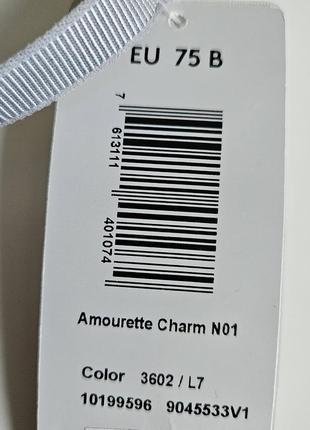 EU 75 B
7
613111
401074
Amourette Charm N01
Color 3602 / L7
10199596 9045533V1